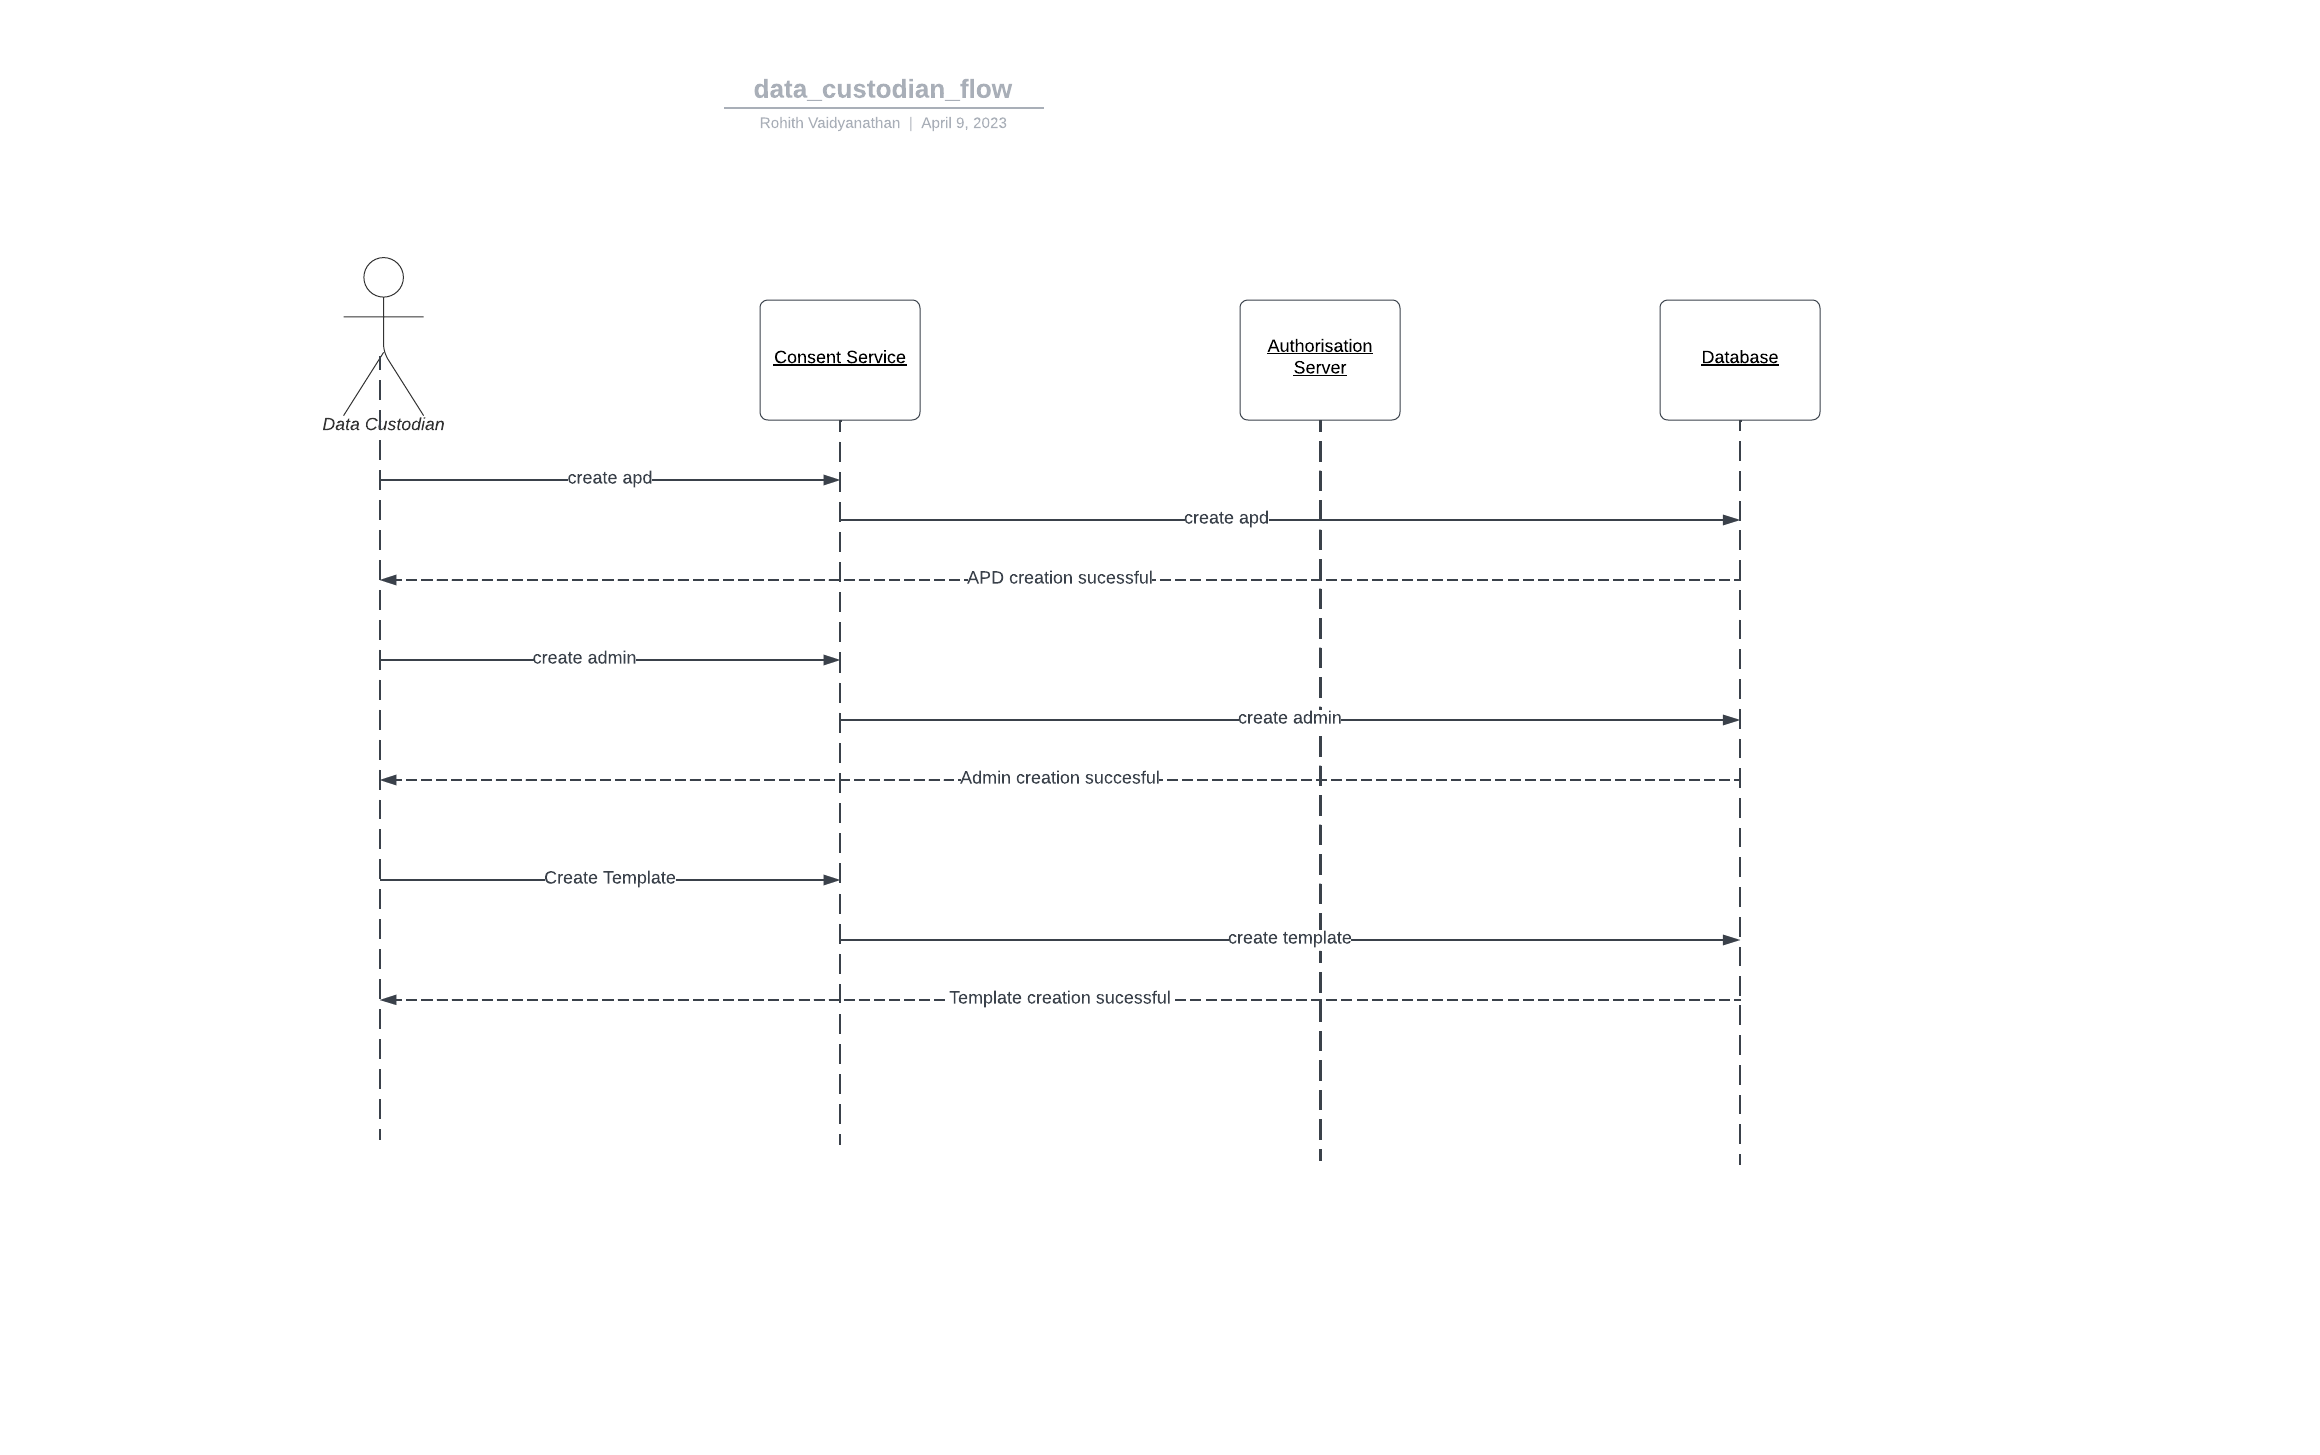 data_custodian_flow
Rohith Vaidyanathan | April 9, 2023
Data Custodian
Consent Service
Authorisation
Server
Database
create apd
create apd
APD creation sucessful
create admin
create admin
Admin creation succesful
Create Template
create template
Template creation sucessful